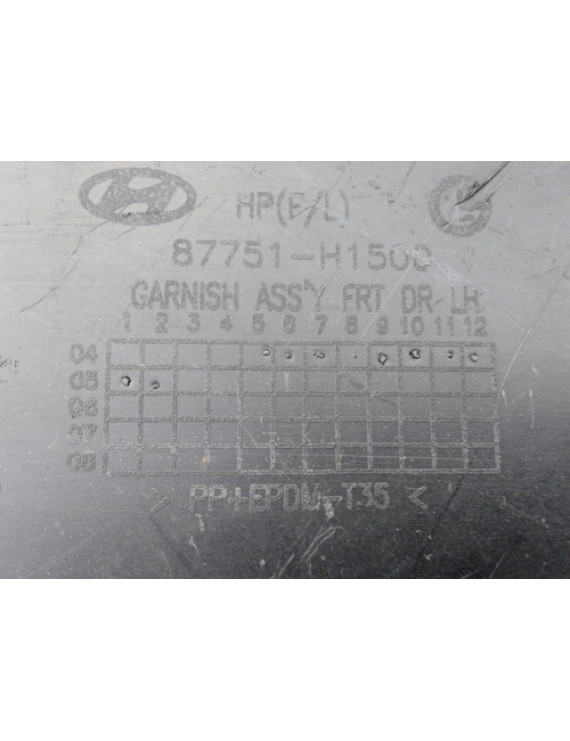 HP(E/L)
87751-H1500
GARNISH ASS'Y FRT DR LH
1 2 3 4 5 6 7 8 9 10 11 12
04
05
06
07
08
> PP+EPDM-T35 <